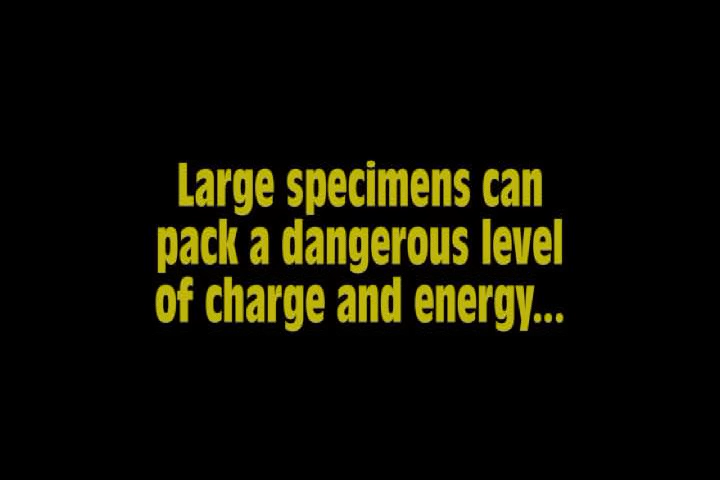 Large specimens can
pack a dangerous level
of charge and energy...